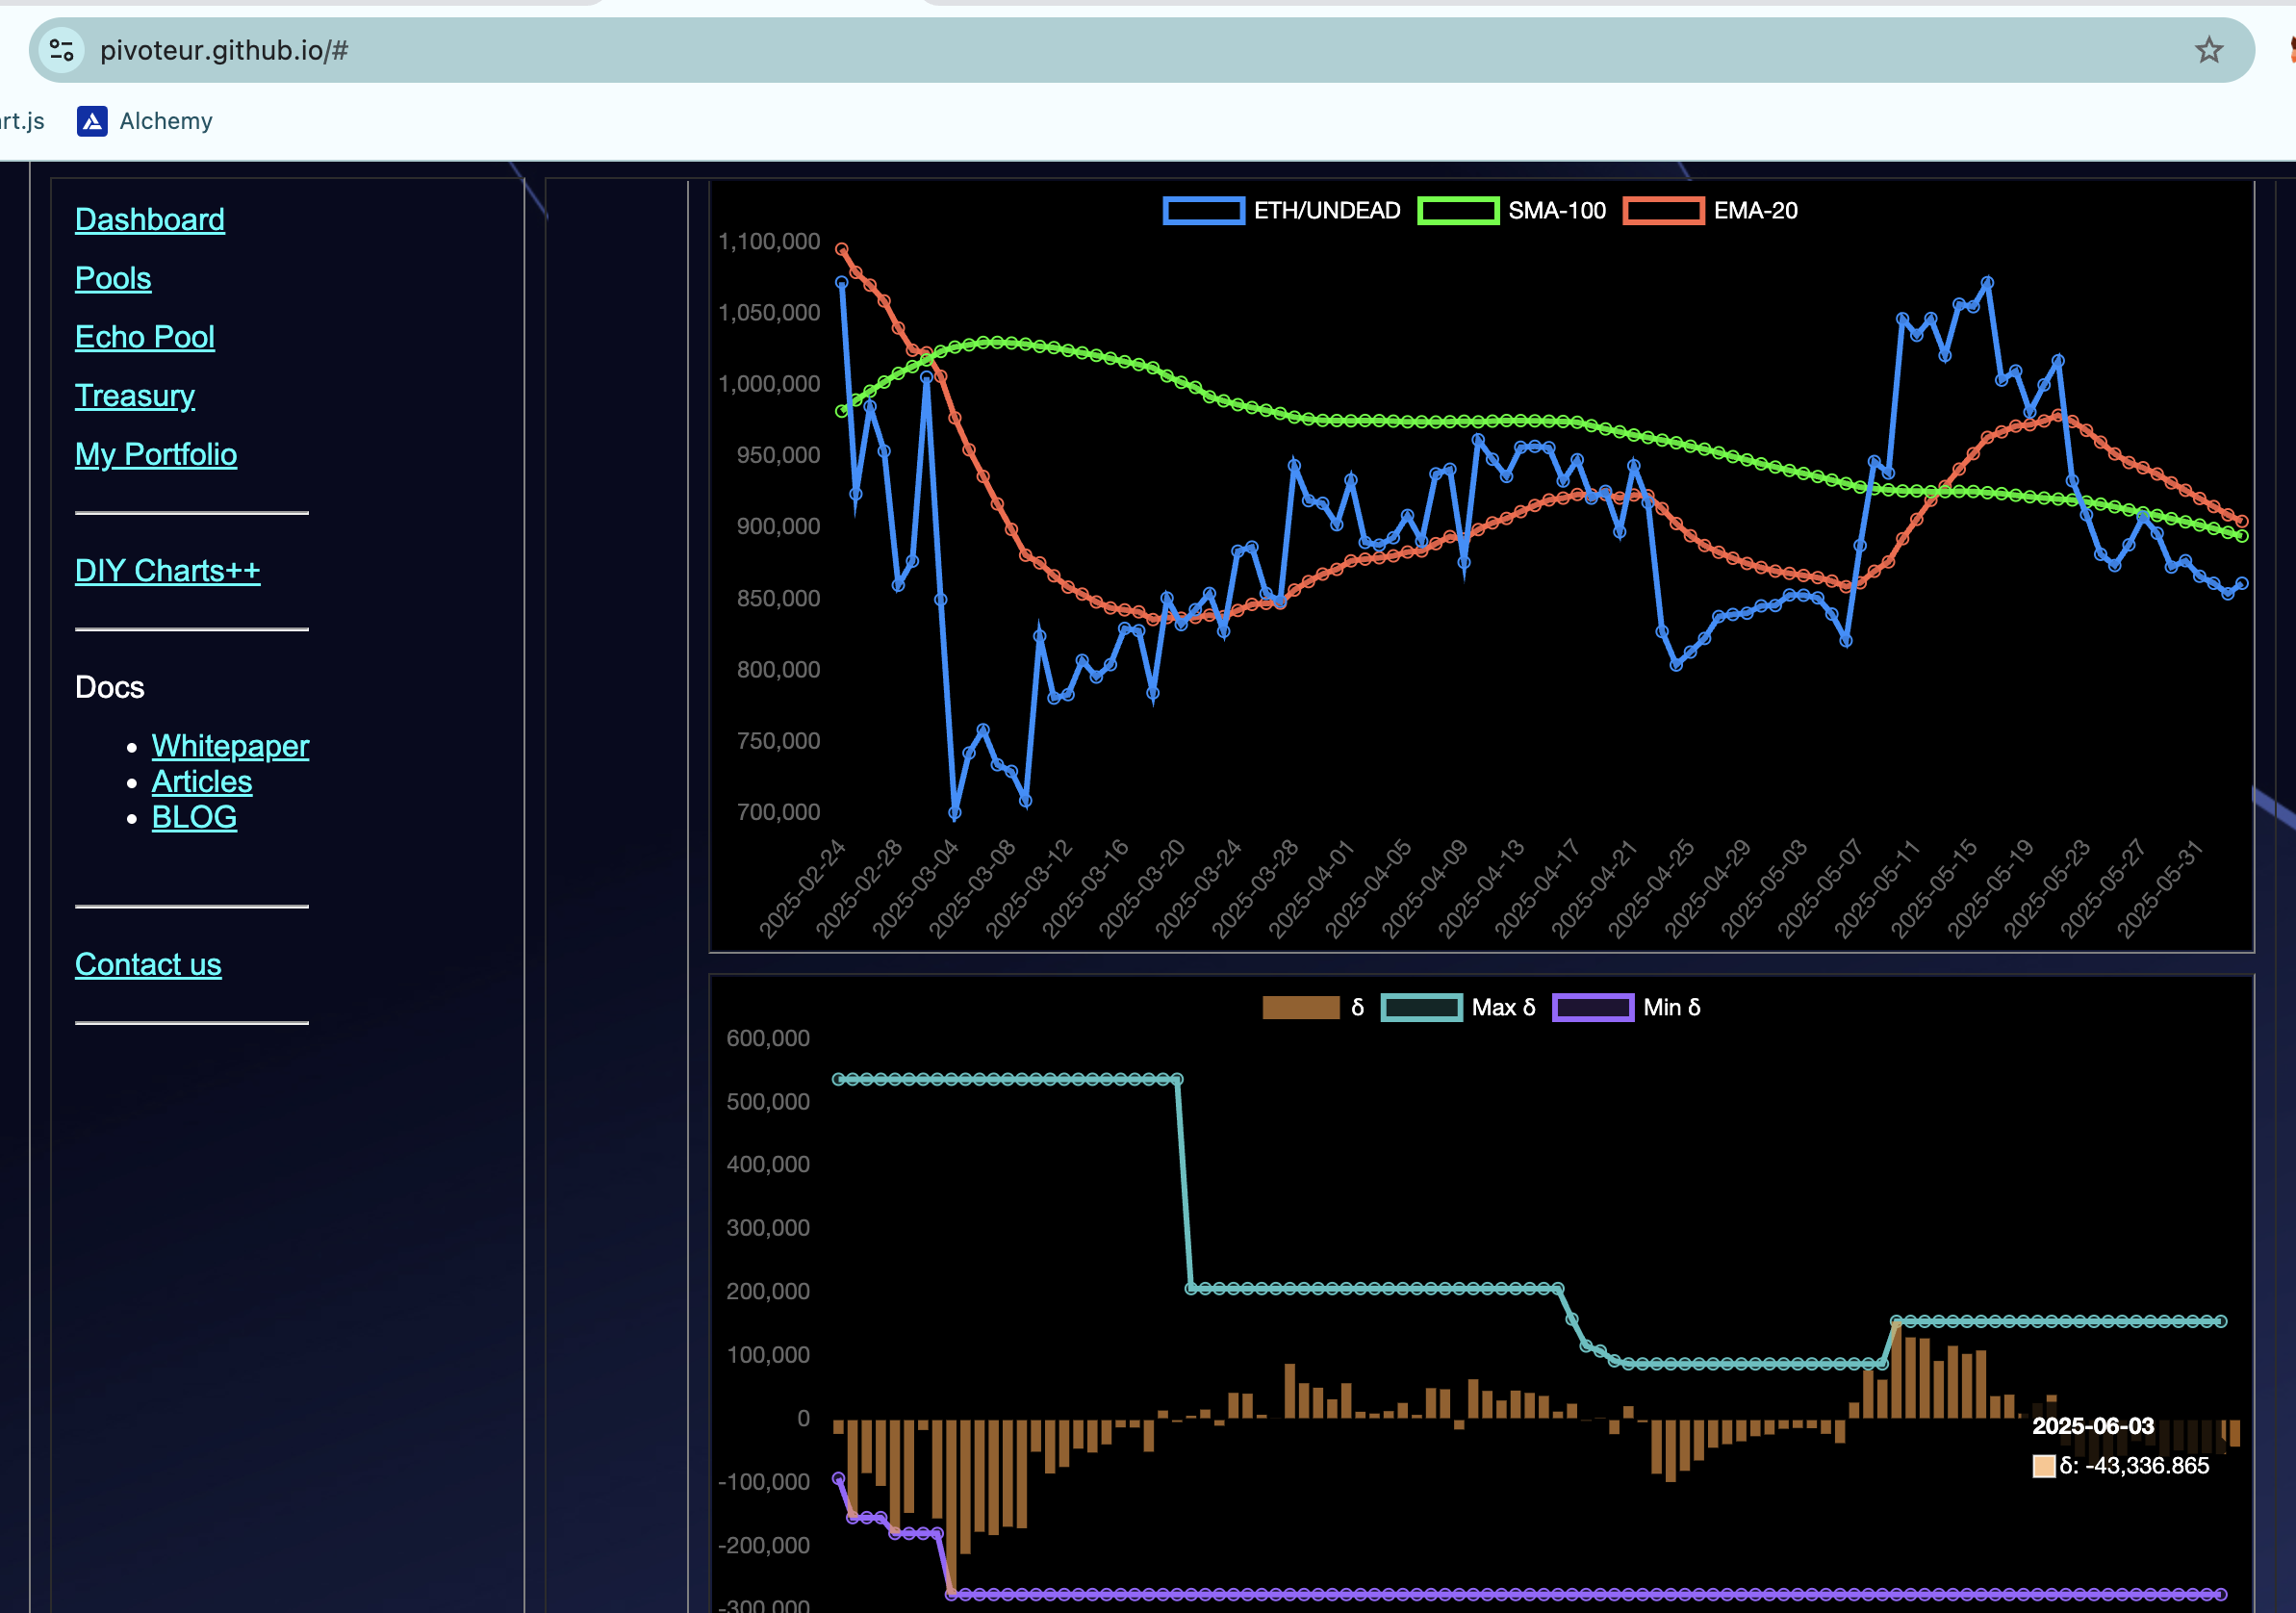 pivoteur.github.io/#
rt.js
Alchemy
Dashboard
Pools
Echo Pool
Treasury
My Portfolio
DIY Charts++
Docs
Whitepaper
Articles
BLOG
Contact us
ETH/UNDEAD SMA-100 EMA-20
1,100,000
1,050,000
1,000,000
950,000
900,000
850,000
800,000
750,000
700,000
2025-02-24
2025-02-28
2025-03-04
2025-03-08
2025-03-12
2025-03-16
2025-03-20
2025-03-24
2025-03-28
2025-04-01
2025-04-05
2025-04-09
2025-04-13
2025-04-17
2025-04-21
2025-04-25
2025-04-29
2025-05-03
2025-05-07
2025-05-11
2025-05-15
2025-05-19
2025-05-23
2025-05-27
2025-05-31
δ Max δ Min δ
600,000
500,000
400,000
300,000
200,000
100,000
0
-100,000
-200,000
-300,000
2025-06-03
δ: -43,336.865